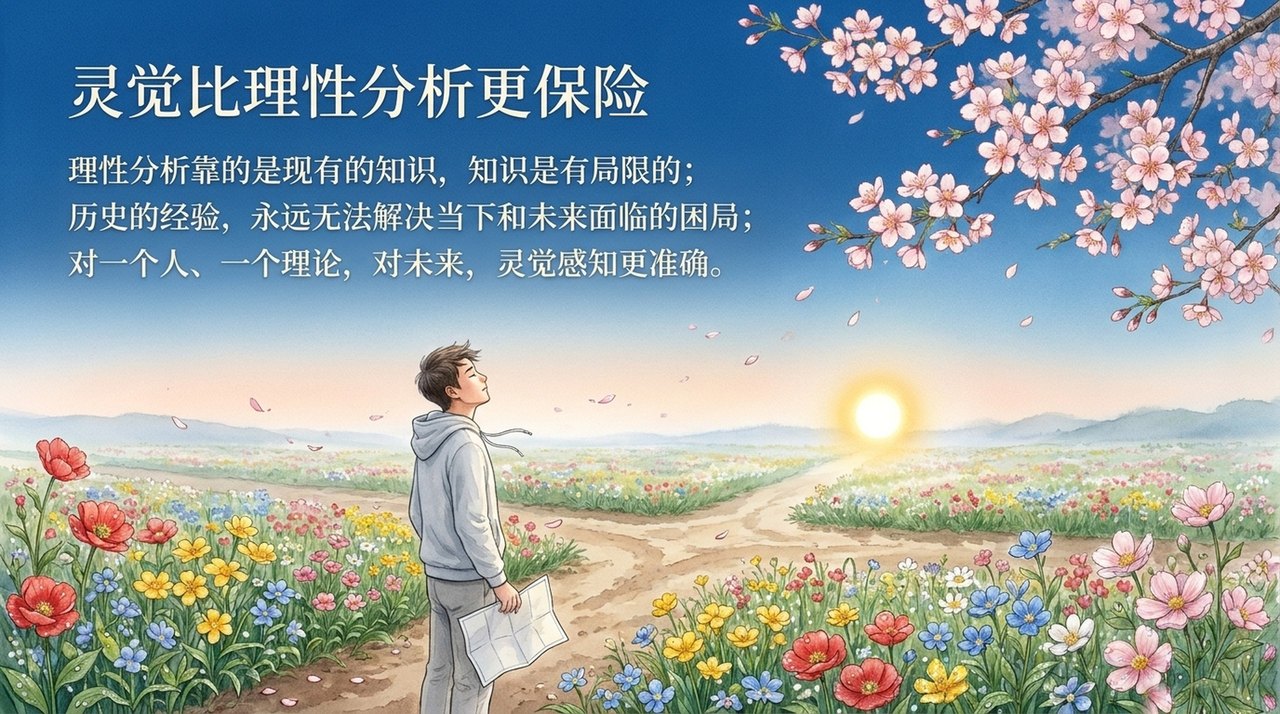 灵觉比理性分析更保险
理性分析靠的是现有的知识，知识是有局限的；
历史的经验，永远无法解决当下和未来面临的困局；
对一个人、一个理论，对未来，灵觉感知更准确。